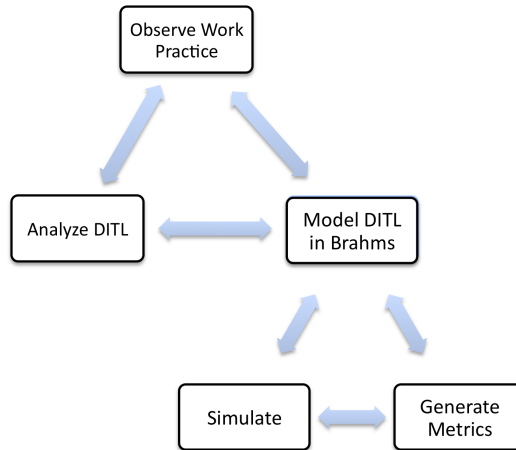 Observe Work
Practice
Analyze DITL
Model DITL
in Brahms
Simulate
Generate
Metrics